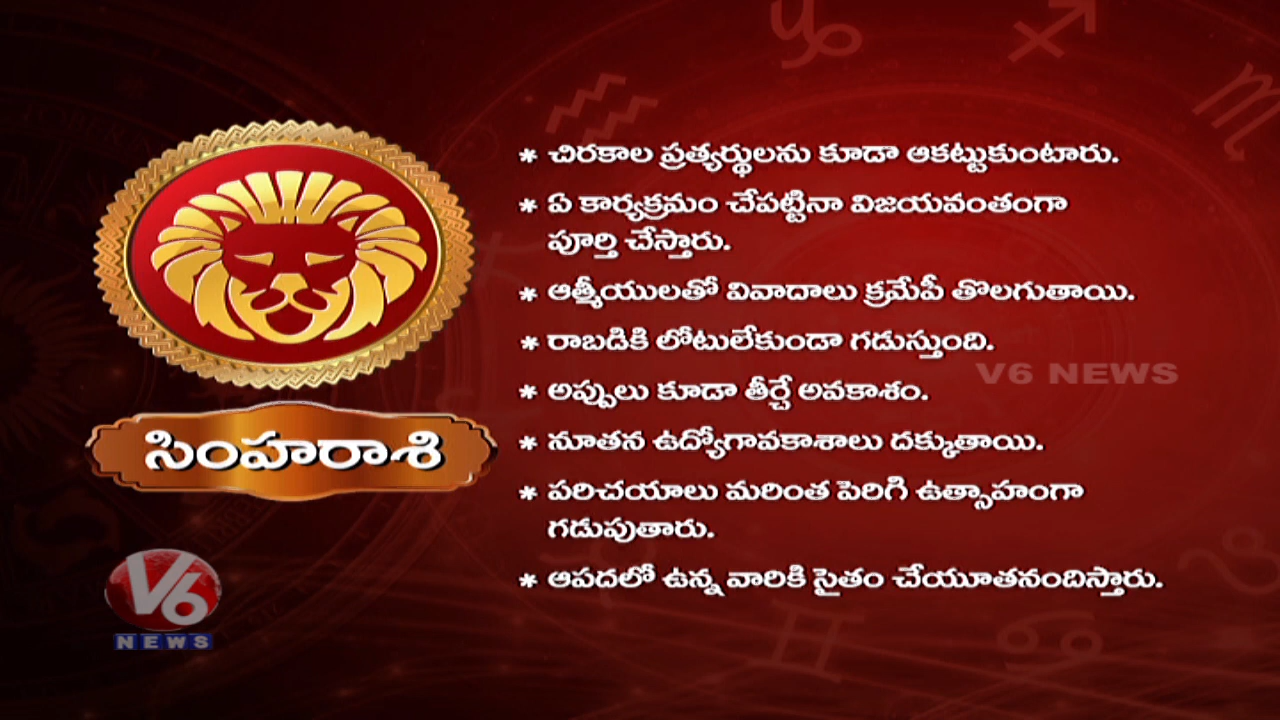 * చిరకాల ప్రత్యర్థులను కూడా ఆకట్టుకుంటారు.
* ఏ కార్యక్రమం చేపట్టినా విజయవంతంగా
పూర్తి చేస్తారు.
* ఆత్మీయులతో వివాదాలు క్రమేపీ తొలగుతాయి.
* రాబడికి లోటులేకుండా గడుస్తుంది.
V6 NEWS
* అప్పులు కూడా తీర్చే అవకాశం.
* నూతన ఉద్యోగావకాశాలు దక్కుతాయి.
సింహరాశి
* పరిచయాలు మరింత పెరిగి ఉత్సాహంగా
గడుపుతారు.
* ఆపదలో ఉన్న వారికి సైతం చేయూతనందిస్తారు.
V6
NEWS